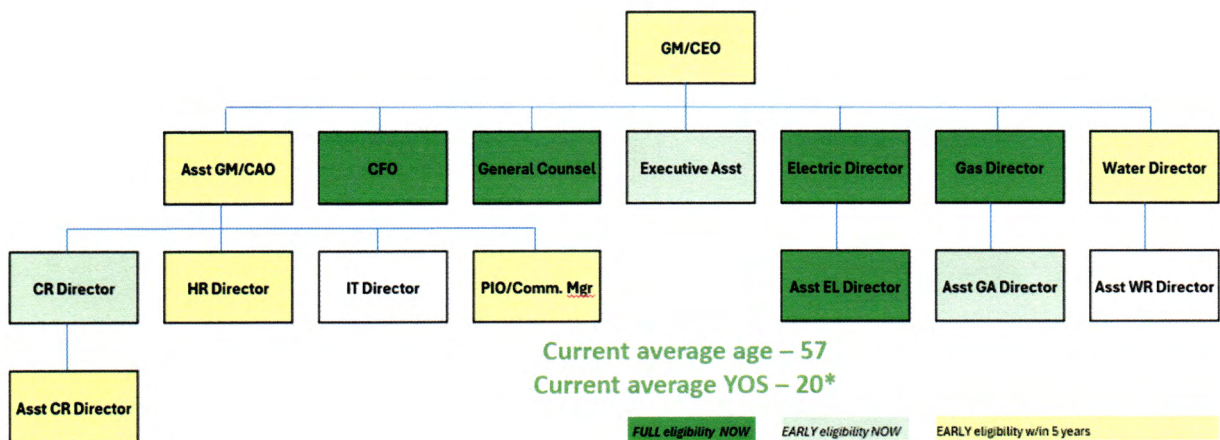 GM/CEO
Asst GM/CAO
CFO
General Counsel
Executive Asst
Electric Director
Gas Director
Water Director
CR Director
HR Director
IT Director
PIO/Comm. Mgr
Asst EL Director
Asst GA Director
Asst WR Director
Asst CR Director
Current average age – 57
Current average YOS – 20*
FULL eligibility NOW
EARLY eligibility NOW
EARLY eligibility w/in 5 years